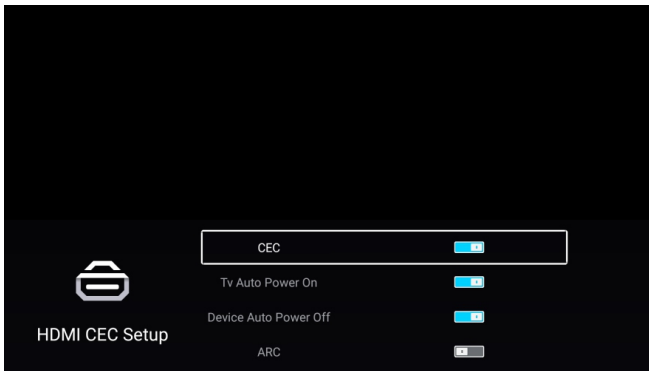 CEC
Tv Auto Power On
Device Auto Power Off
HDMI CEC Setup
ARC